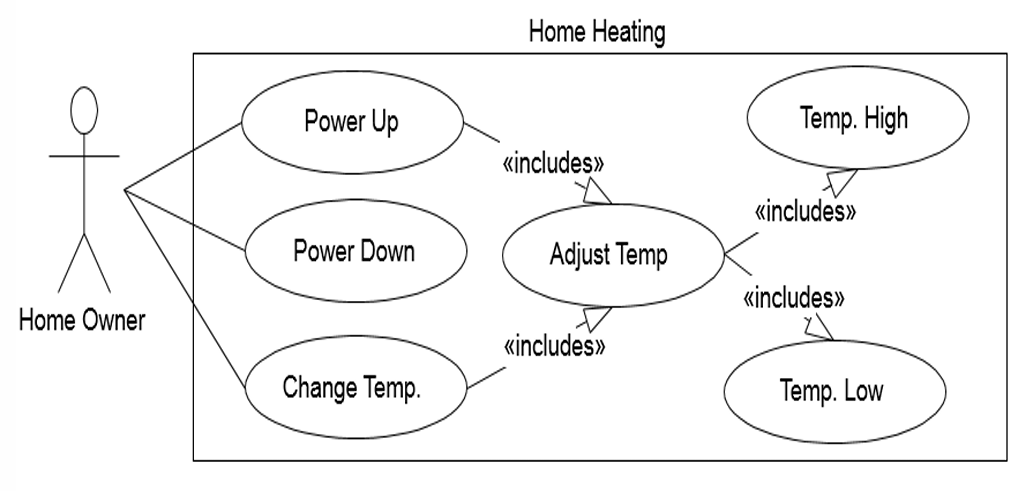 Home Heating
Power Up
Temp. High
«includes»
«includes»
Power Down
Adjust Temp
«includes»
Home Owner
«includes»
Change Temp.
Temp. Low